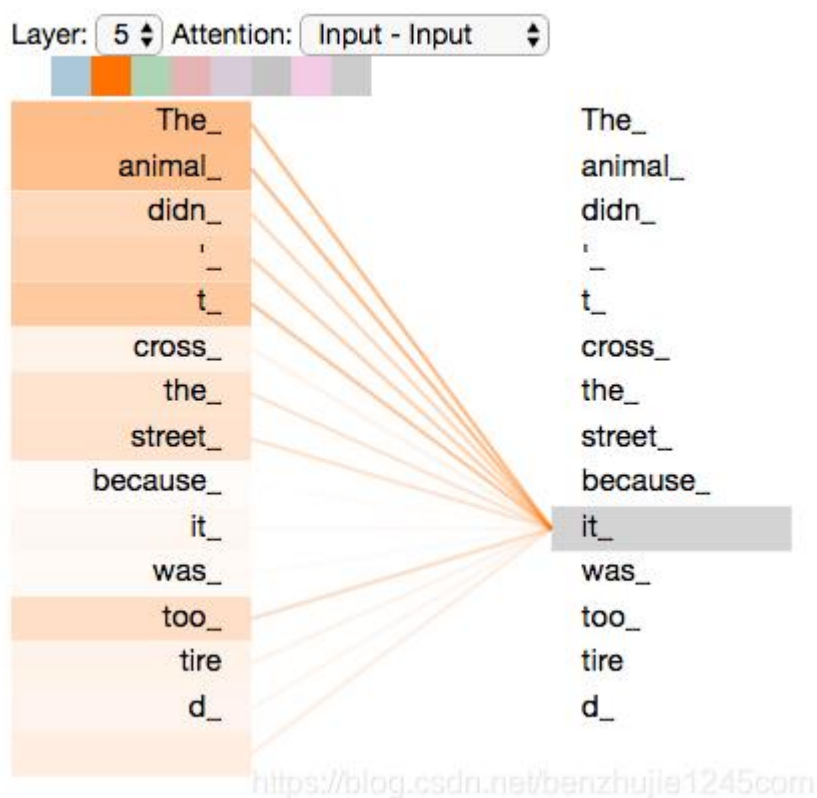 Layer: 5 Attention: Input - Input
The_ The_
animal_ animal_
didn_ didn_
'_ '_
t_ t_
cross_ cross_
the_ the_
street_ street_
because_ because_
it_ it_
was_ was_
too_ too_
tire tire
d_ d_
https://blog.csdn.net/benzhujie1245com